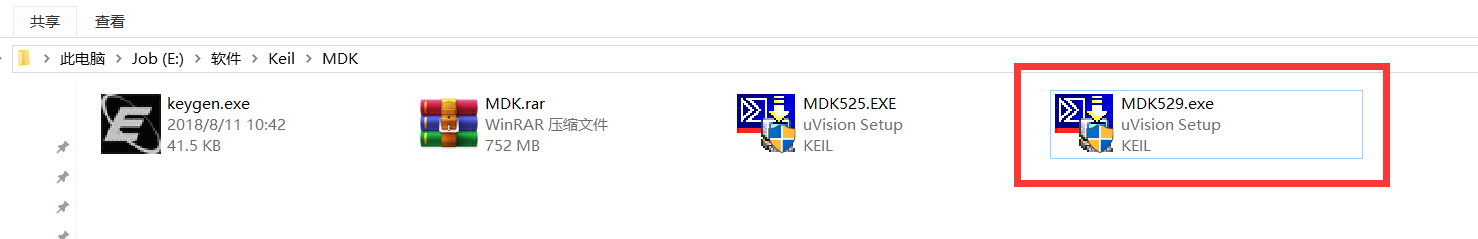 共享 查看
此电脑 Job (E:) 软件 Keil MDK
keygen.exe
2018/8/11 10:42
41.5 KB
MDK.rar
WinRAR 压缩文件
752 MB
MDK525.EXE
uVision Setup
KEIL
MDK529.exe
uVision Setup
KEIL